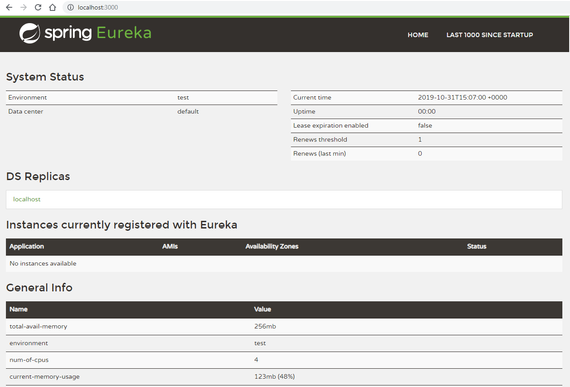 localhost:3000
spring Eureka HOME LAST 1000 SINCE STARTUP
System Status
Environment test
Data center default
Current time 2019-10-31T15:07:00 +0000
Uptime 00:00
Lease expiration enabled false
Renews threshold 1
Renews (last min) 0
DS Replicas
localhost
Instances currently registered with Eureka
Application AMIs Availability Zones Status
No instances available
General Info
Name Value
total-avail-memory 256mb
environment test
num-of-cpus 4
current-memory-usage 123mb (48%)